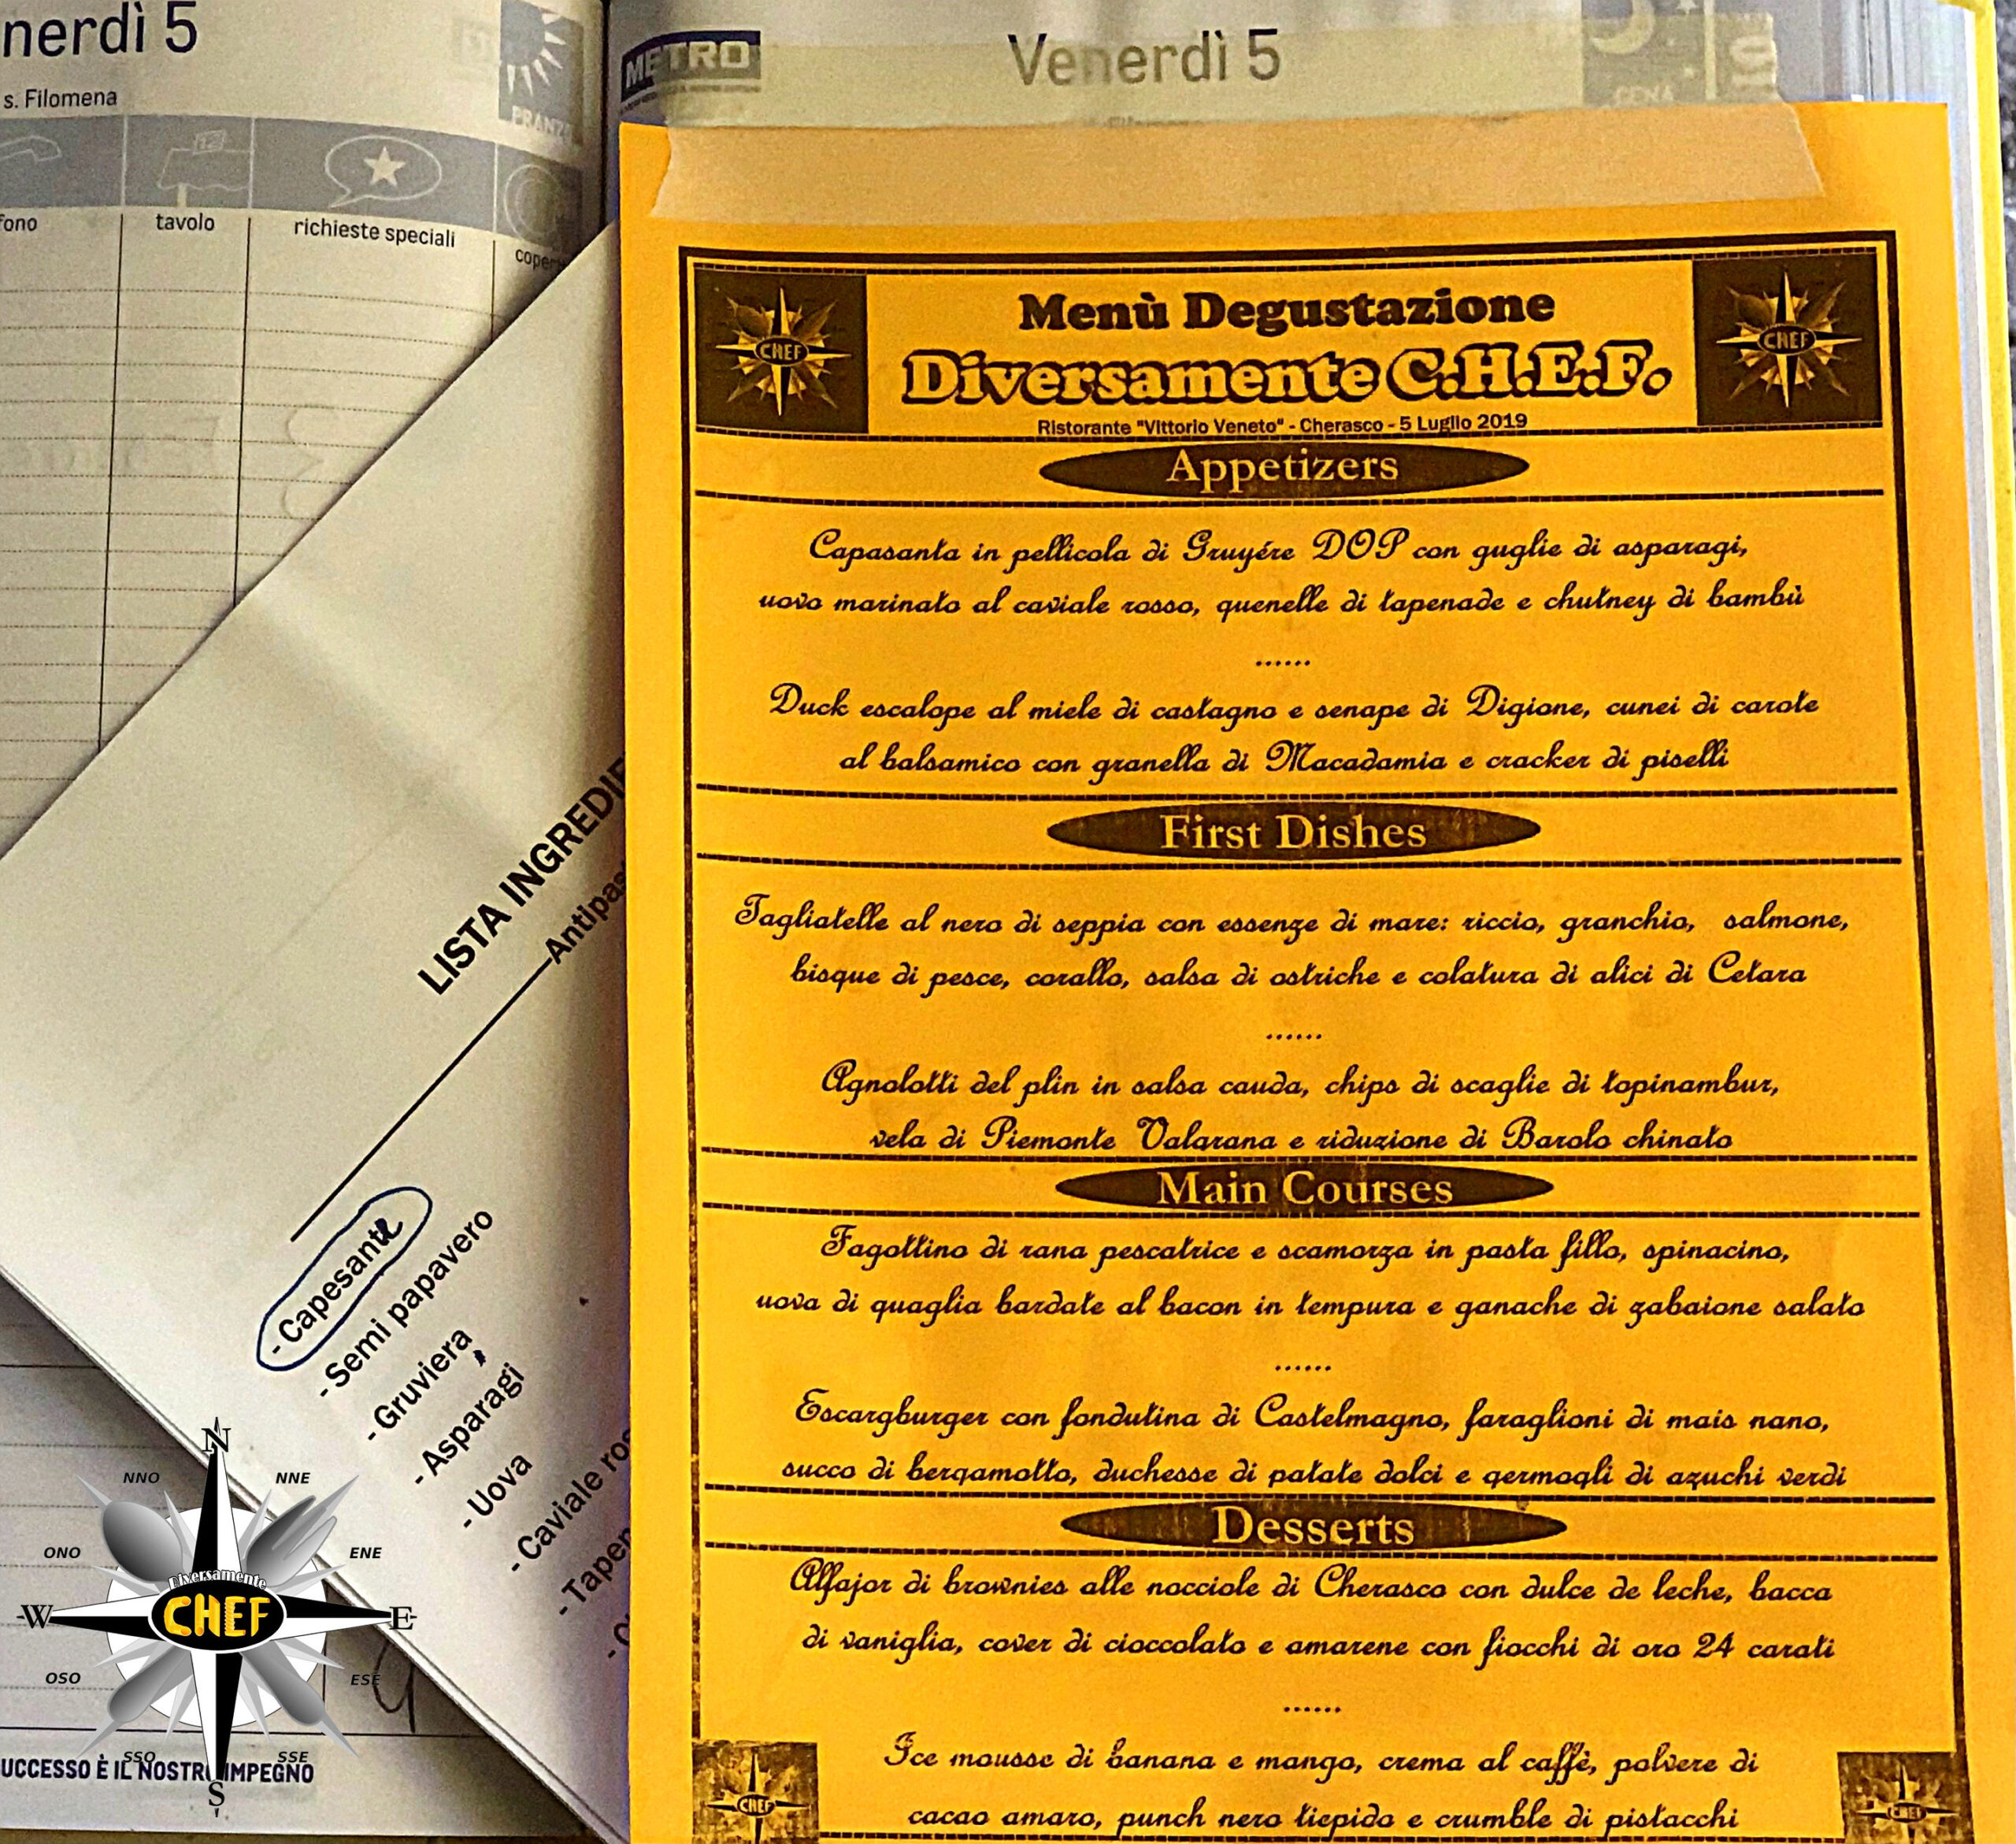 nerdì 5
s. Filomena
PRANZ
fono
tavolo
richieste speciali
coper
METRO
Venerdì 5
CENA
LISTA INGREDIE
Antipas
- Capesante
- Semi papavero
- Gruviera,
- Asparagi
- Uova
- Caviale ros
- Tapen
UCCESSO È IL NOSTRO IMPEGNO
N
NNO
NNE
ONO
ENE
Diversamente
CHEF
W
E
OSO
ESE
SSO
SSE
S
Menù Degustazione
CHEF
Diversamente C.H.E.F.
CHEF
Ristorante "Vittorio Veneto" - Cherasco - 5 Luglio 2019
Appetizers
Capasanta in pellicola di Gruyére DOP con guglie di asparagi,
uovo marinato al caviale rosso, quenelle di tapenade e chutney di bambù
......
Duck escalope al miele di castagno e senape di Digione, cunei di carote
al balsamico con granella di Macadamia e cracker di piselli
First Dishes
Tagliatelle al nero di seppia con essenze di mare: riccio, granchio, salmone,
bisque di pesce, corallo, salsa di ostriche e colatura di alici di Cetara
......
Agnolotti del plin in salsa cauda, chips di scaglie di topinambur,
vela di Piemonte Valarana e riduzione di Barolo chinato
Main Courses
Fagottino di rana pescatrice e scamorza in pasta fillo, spinacino,
uova di quaglia bardate al bacon in tempura e ganache di zabaione salato
......
Escargburger con fondutina di Castelmagno, faraglioni di mais nano,
succo di bergamotto, duchesse di patate dolci e germogli di azuchi verdi
Desserts
Alfajor di brownies alle nocciole di Cherasco con dulce de leche, bacca
di vaniglia, cover di cioccolato e amarene con fiocchi di oro 24 carati
......
Ice mousse di banana e mango, crema al caffè, polvere di
cacao amaro, punch nero tiepido e crumble di pistacchi
CHEF
CHEF